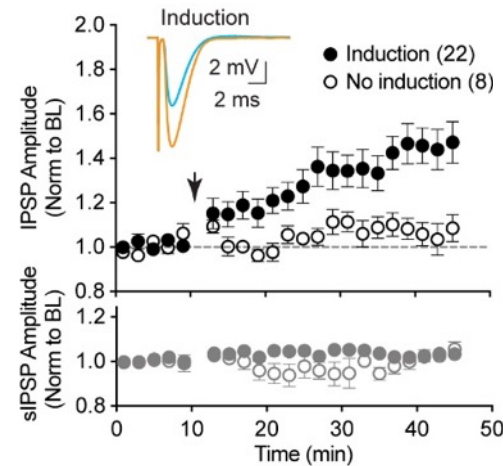 Induction
2 mV
2 ms
Induction (22)
No induction (8)
IPSP Amplitude
(Norm to BL)
2.0
1.8
1.6
1.4
1.2
1.0
0.8
sIPSP Amplitude
(Norm to BL)
1.2
1.0
0.8
0
10
20
30
40
50
Time (min)